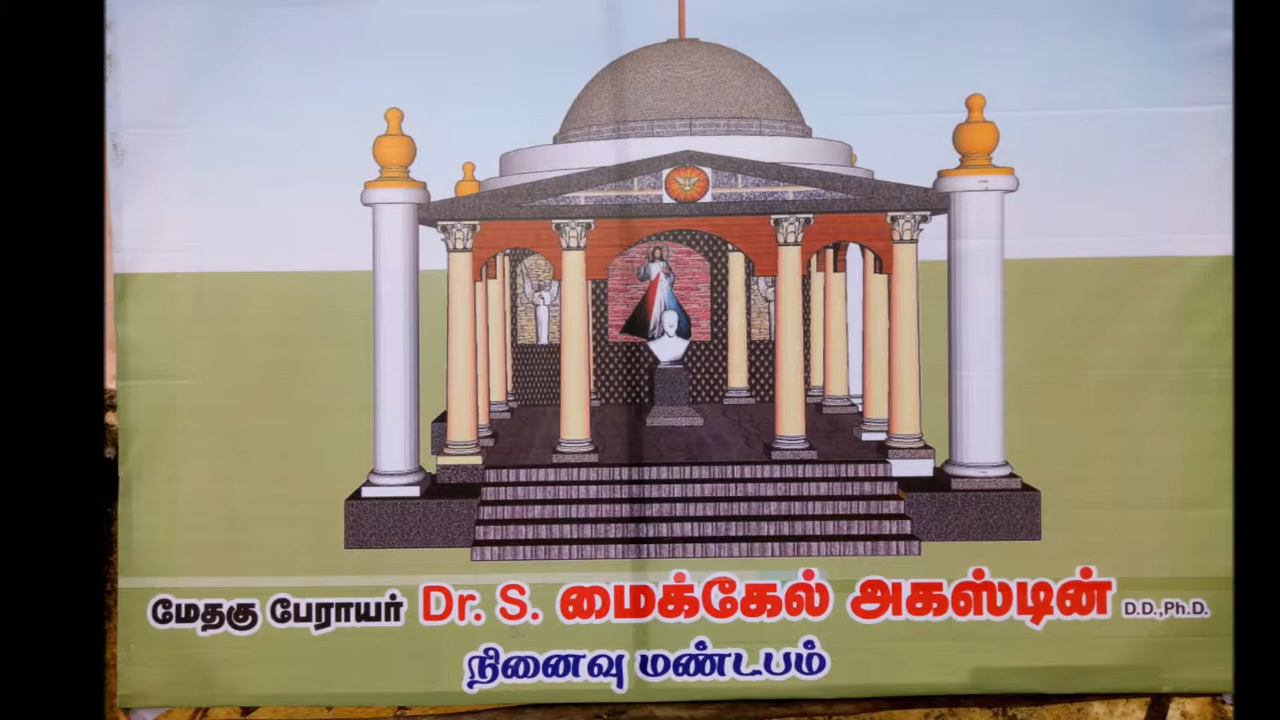 மேதகு பேராயர் Dr. S. மைக்கேல் அகஸ்டின் D.D.,Ph.D.
நினைவு மண்டபம்